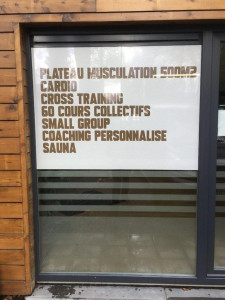 PLATEAU MUSCULATION 500M2
CARDIO
CROSS TRAINING
60 COURS COLLECTIFS
SMALL GROUP
COACHING PERSONNALISE
SAUNA